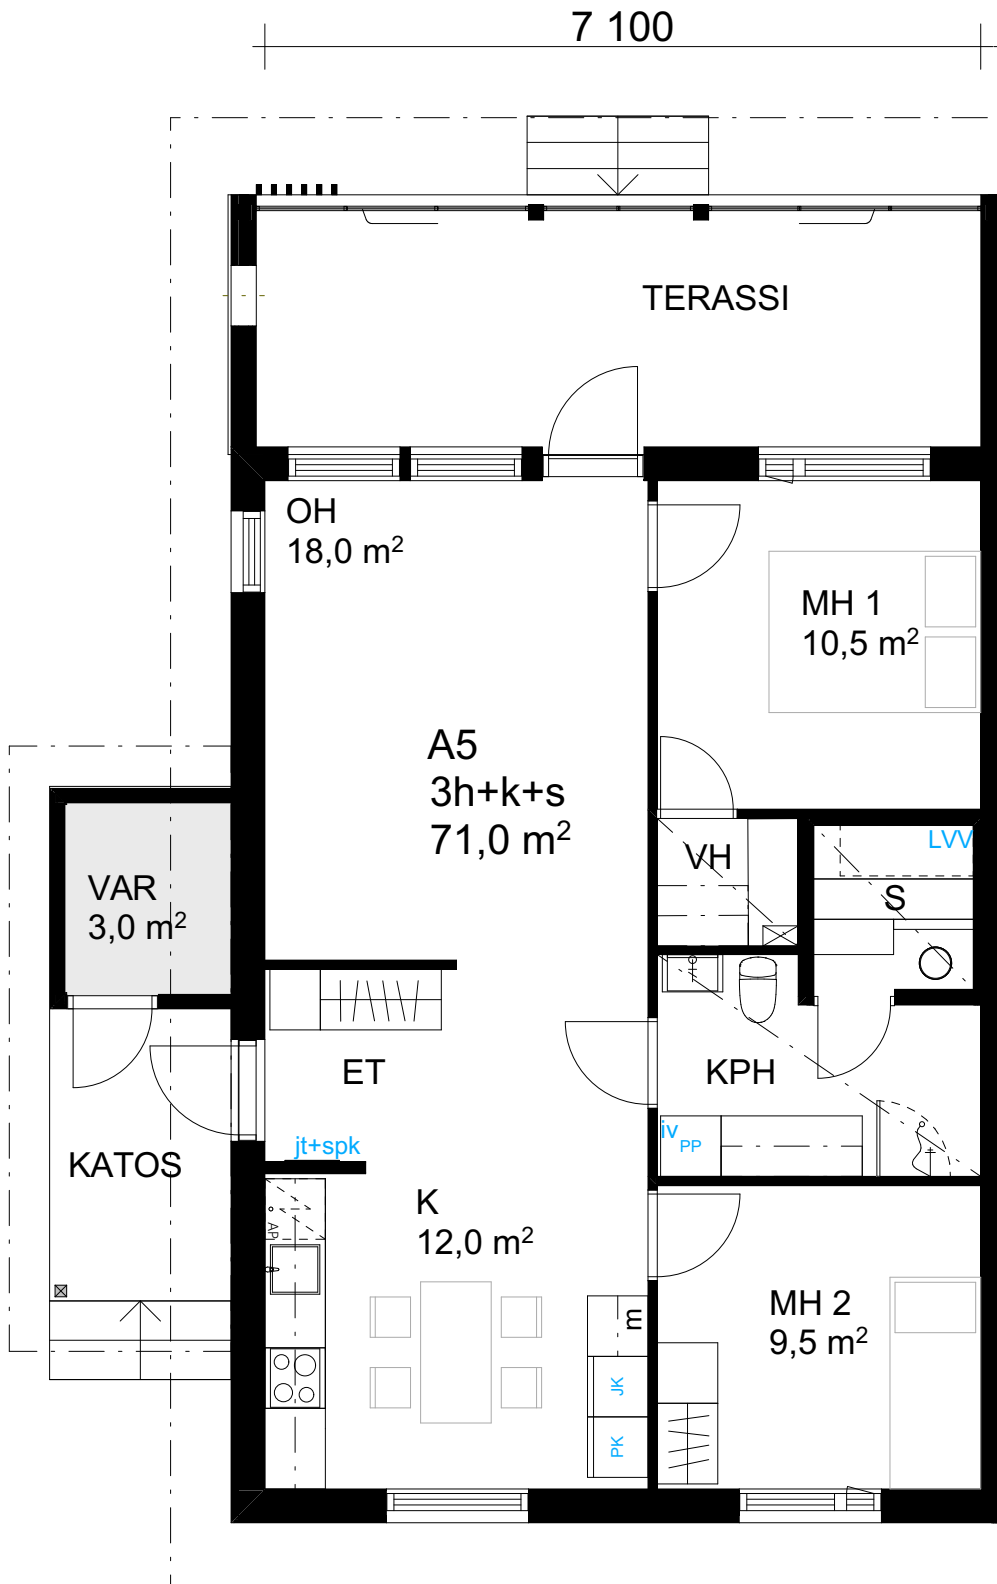 7 100
TERASSI
OH
18,0 m²
MH 1
10,5 m²
A5
3h+k+s
71,0 m²
VH
LVV
S
VAR
3,0 m²
ET
KPH
jt+spk
iv
PP
KATOS
K
12,0 m²
AP
m
MH 2
9,5 m²
JK
PK